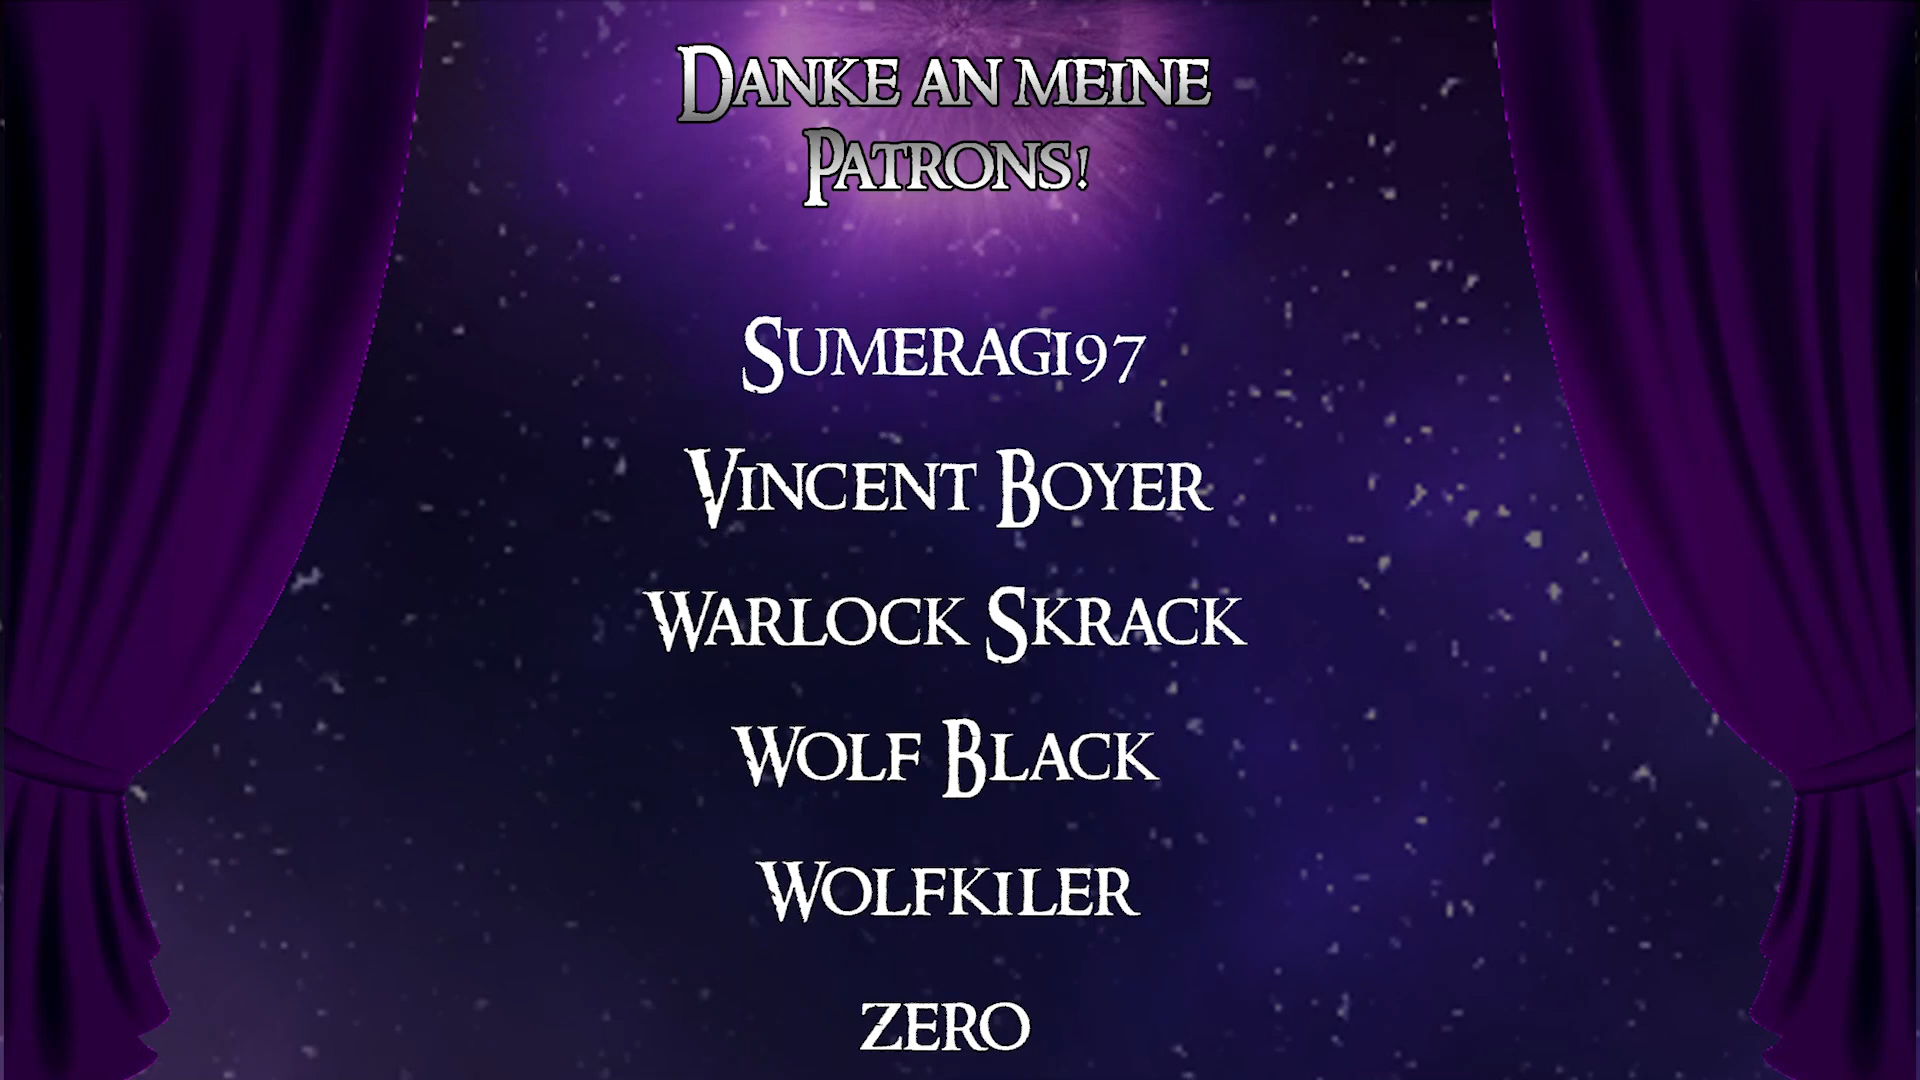 Danke an meine
Patrons!
Sumeragi97
Vincent Boyer
Warlock Skrack
Wolf Black
Wolfkiler
zero